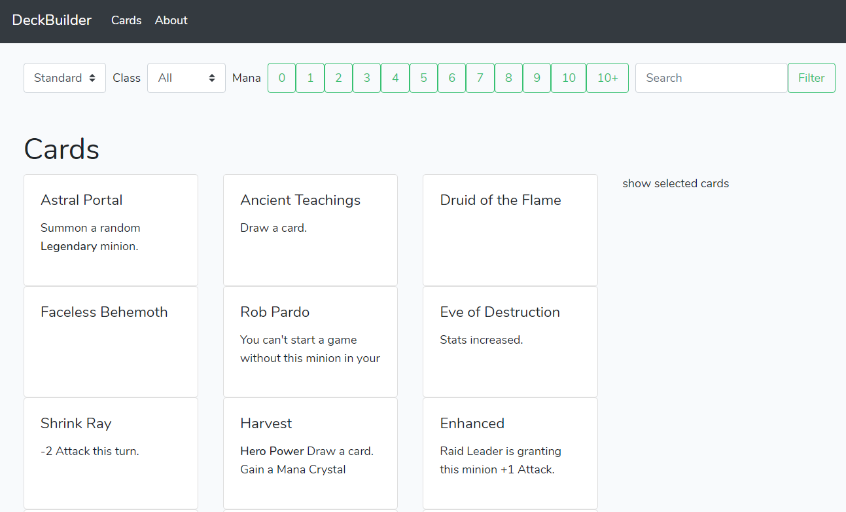 DeckBuilder Cards About
Standard Class All Mana 0 1 2 3 4 5 6 7 8 9 10 10+ Search Filter
Cards
show selected cards
Astral Portal
Summon a random
Legendary minion.
Ancient Teachings
Draw a card.
Druid of the Flame
Faceless Behemoth
Rob Pardo
You can't start a game
without this minion in your
Eve of Destruction
Stats increased.
Shrink Ray
-2 Attack this turn.
Harvest
Hero Power Draw a card.
Gain a Mana Crystal
Enhanced
Raid Leader is granting
this minion +1 Attack.